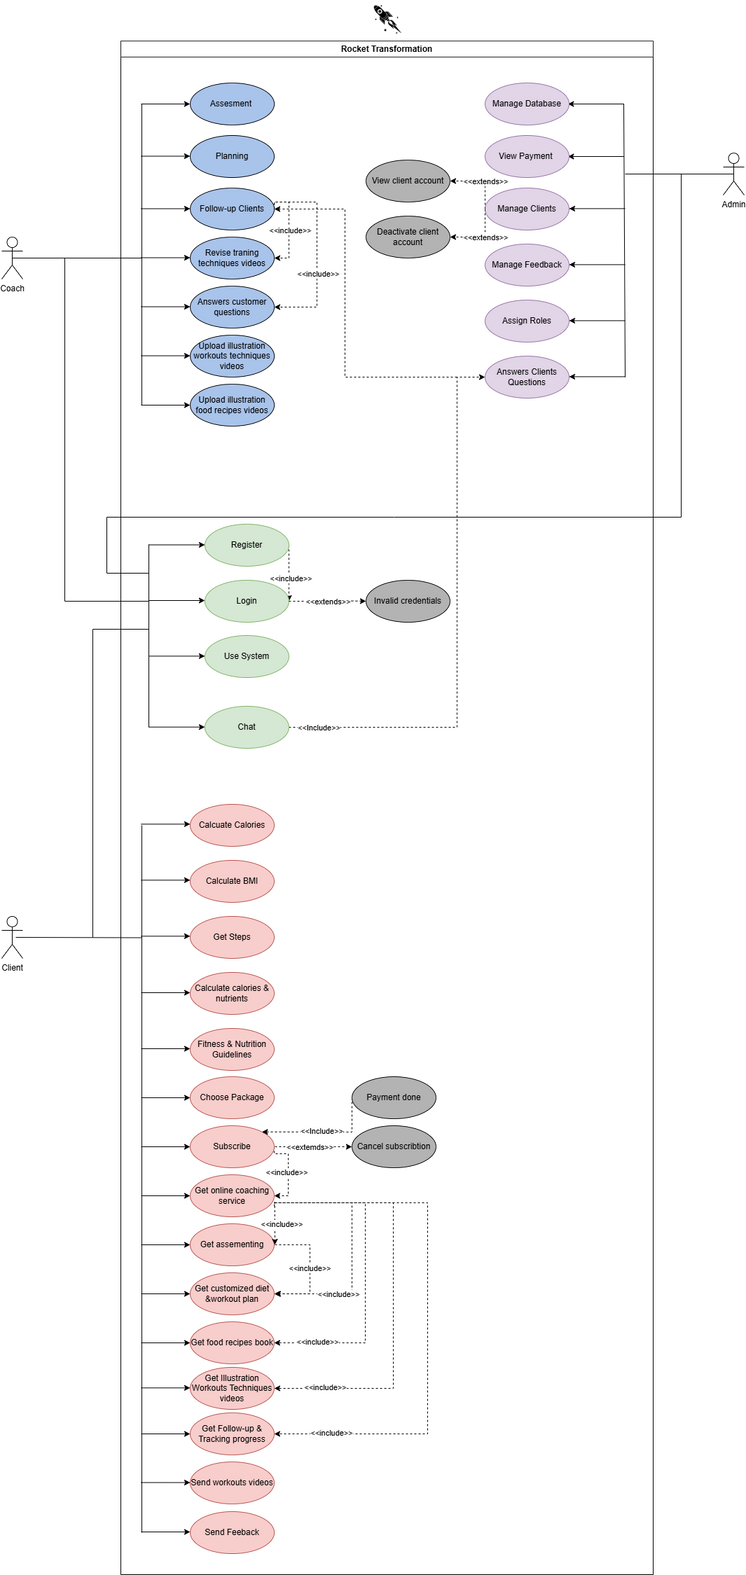 Rocket Transformation
Assesment
Manage Database
Planning
View Payment
View client account
<<extends>>
Admin
Follow-up Clients
Manage Clients
<<include>>
Deactivate client
account
<<extends>>
Revise traning
techniques videos
Manage Feedback
<<include>>
Coach
Answers customer
questions
Assign Roles
Upload illustration
workouts techniques
videos
Answers Clients
Questions
Upload illustration
food recipes videos
Register
<<include>>
Login
<<extends>>
Invalid credentials
Use System
Chat
<<Include>>
Calcuate Calories
Calculate BMI
Get Steps
Client
Calculate calories &
nutrients
Fitness & Nutrition
Guidelines
Choose Package
Payment done
<<Include>>
Subscribe
<<extemds>>
Cancel subscribtion
<<include>>
Get online coaching
service
<<include>>
Get assementing
<<include>>
Get customized diet
&workout plan
<<include>>
Get food recipes book
<<include>>
Get Illustration
Workouts Techniques
videos
<<include>>
Get Follow-up &
Tracking progress
<<include>>
Send workouts videos
Send Feeback